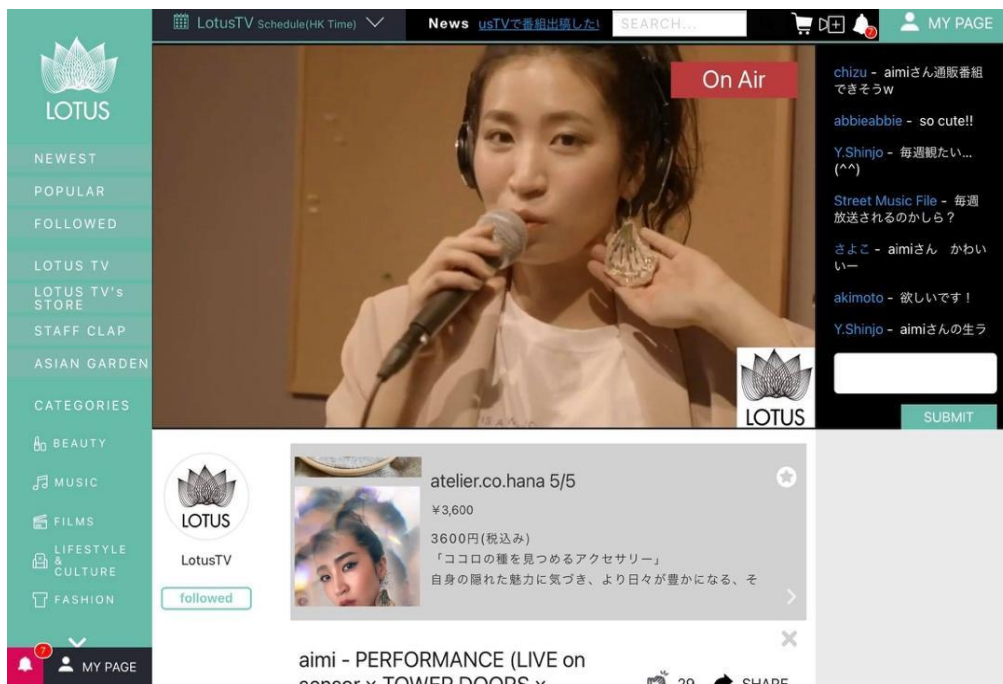 LOTUS
NEWEST
POPULAR
FOLLOWED
LOTUS TV
LOTUS TV's
STORE
STAFF CLAP
ASIAN GARDEN
CATEGORIES
BEAUTY
MUSIC
FILMS
LIFESTYLE
&
CULTURE
FASHION
7
MY PAGE
LotusTV Schedule(HK Time)
News usTVで番組出稿したい
SEARCH...
7
MY PAGE
On Air
LOTUS
chizu - aimiさん通販番組
できそうw
abbieabbie - so cute!!
Y.Shinjo - 毎週観たい...
(^^)
Street Music File - 毎週
放送されるのかしら？
さよこ - aimiさん かわい
いー
akimoto - 欲しいです！
Y.Shinjo - aimiさんの生ラ
SUBMIT
LOTUS
LotusTV
followed
atelier.co.hana 5/5
¥3,600
3600円(税込み)
「ココロの種を見つめるアクセサリー」
自身の隠れた魅力に気づき、より日々が豊かになる、そ
aimi - PERFORMANCE (LIVE on
sensor x TOWER DOORS x
29
SHARE